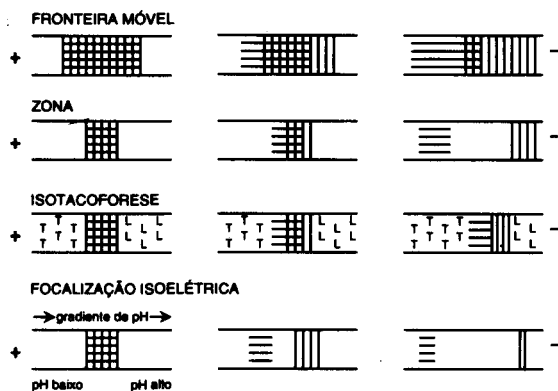 FRONTEIRA MÓVEL
+ −
ZONA
+ −
ISOTACOFORESE
T T T T T L L L L L
T T T T T L L L L L
T T T T T T T L L L L
+ −
FOCALIZAÇÃO ISOELÉTRICA
→gradiente de pH→
+ −
pH baixo pH alto